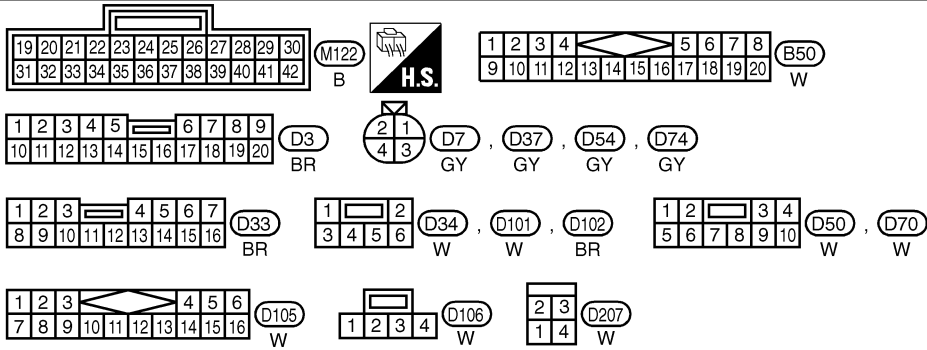 19 20 21 22 23 24 25 26 27 28 29 30
31 32 33 34 35 36 37 38 39 40 41 42
M122
B
H.S.
1 2 3 4 5 6 7 8
9 10 11 12 13 14 15 16 17 18 19 20
B50
W
1 2 3 4 5 6 7 8 9
10 11 12 13 14 15 16 17 18 19 20
D3
BR
2 1
4 3
D7 , D37 , D54 , D74
GY GY GY GY
1 2 3 4 5 6 7
8 9 10 11 12 13 14 15 16
D33
BR
1 2
3 4 5 6
D34 , D101 , D102
W W BR
1 2 3 4
5 6 7 8 9 10
D50 , D70
W W
1 2 3 4 5 6
7 8 9 10 11 12 13 14 15 16
D105
W
1 2 3 4
D106
W
2 3
1 4
D207
W